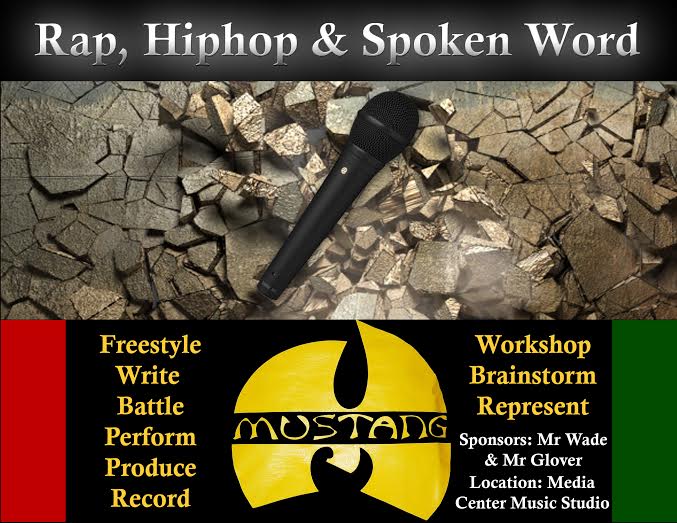 Rap, Hiphop & Spoken Word
Freestyle
Write
Battle
Perform
Produce
Record
MUSTANG
Workshop
Brainstorm
Represent
Sponsors: Mr Wade
& Mr Glover
Location: Media
Center Music Studio